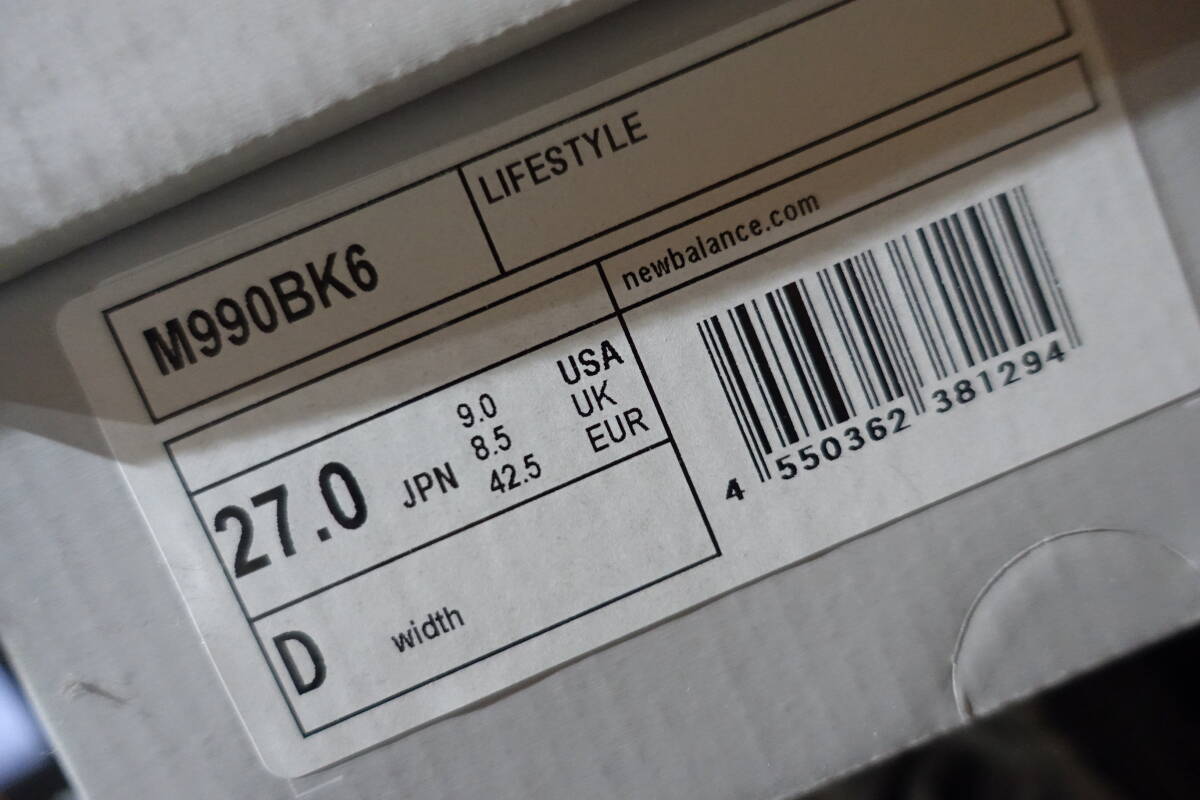 M990BK6
LIFESTYLE
newbalance.com
27.0 JPN
9.0 USA
8.5 UK
42.5 EUR
D width
4 550362 381294